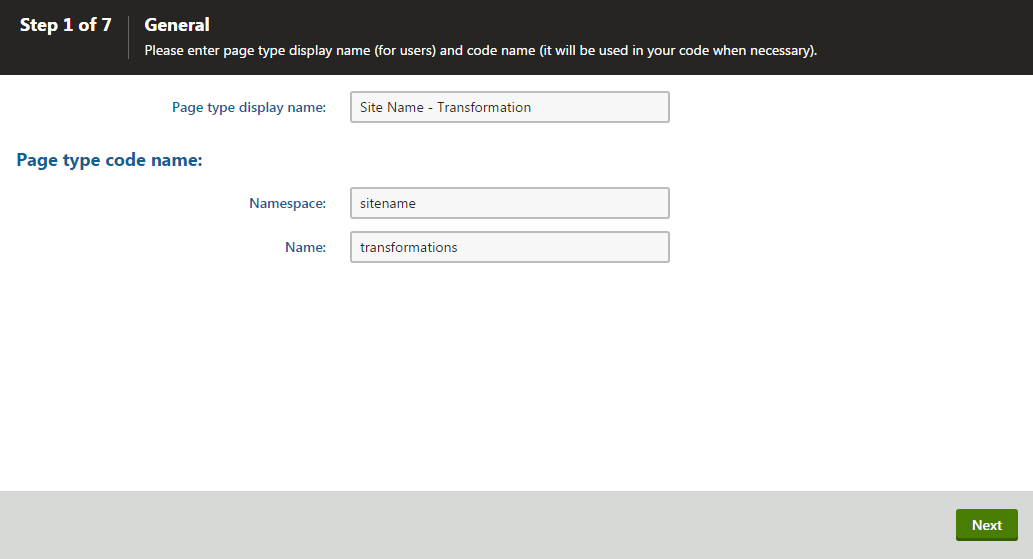 Step 1 of 7
General
Please enter page type display name (for users) and code name (it will be used in your code when necessary).
Page type display name: Site Name - Transformation
Page type code name:
Namespace: sitename
Name: transformations
Next